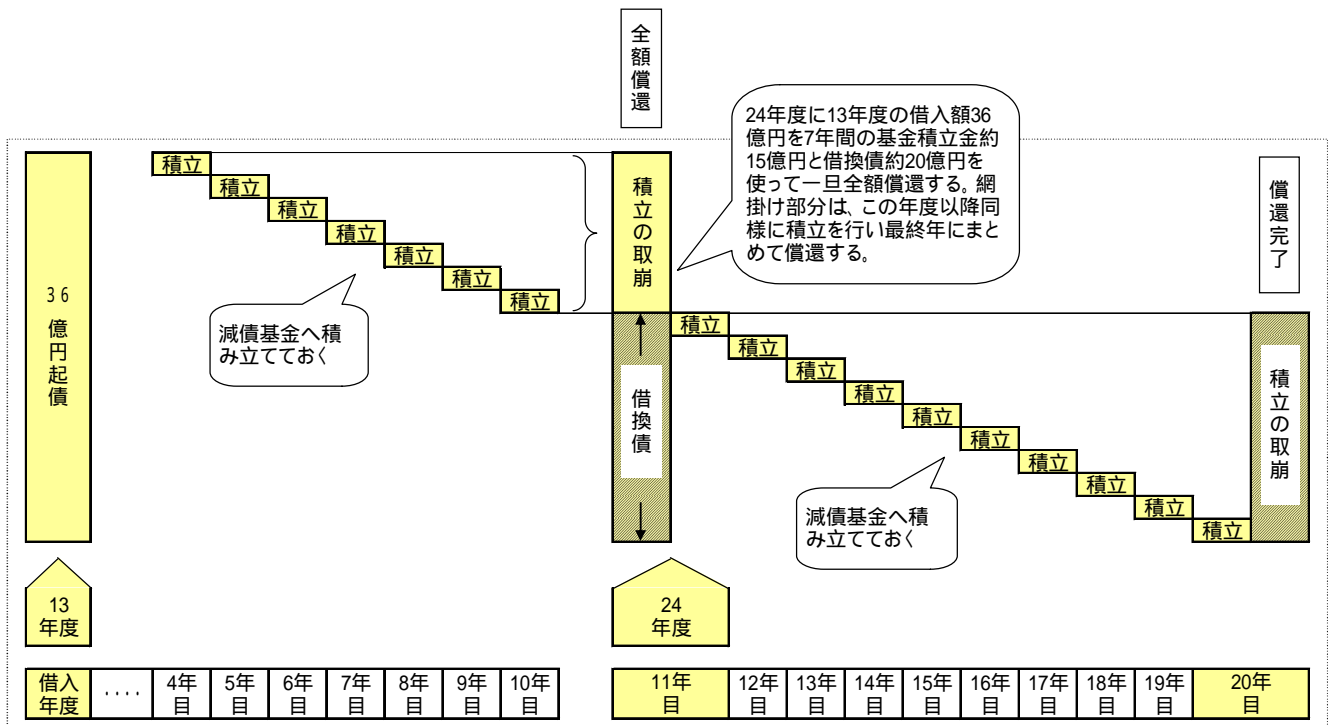 全額償還
24年度に13年度の借入額36
億円を7年間の基金積立金約
15億円と借換債約20億円を
使って一旦全額償還する。網
掛け部分は、この年度以降同
様に積立を行い最終年にまと
めて償還する。
償還完了
36億円起債
積立
積立
積立
積立
積立
積立
積立
減債基金へ積
み立てておく
積立の取崩
借換債
積立
積立
積立
積立
積立
積立
積立
積立
積立
積立
減債基金へ積
み立てておく
積立の取崩
13
年度
24
年度
借入
年度
‥‥
4年
目
5年
目
6年
目
7年
目
8年
目
9年
目
10年
目
11年
目
12年
目
13年
目
14年
目
15年
目
16年
目
17年
目
18年
目
19年
目
20年
目